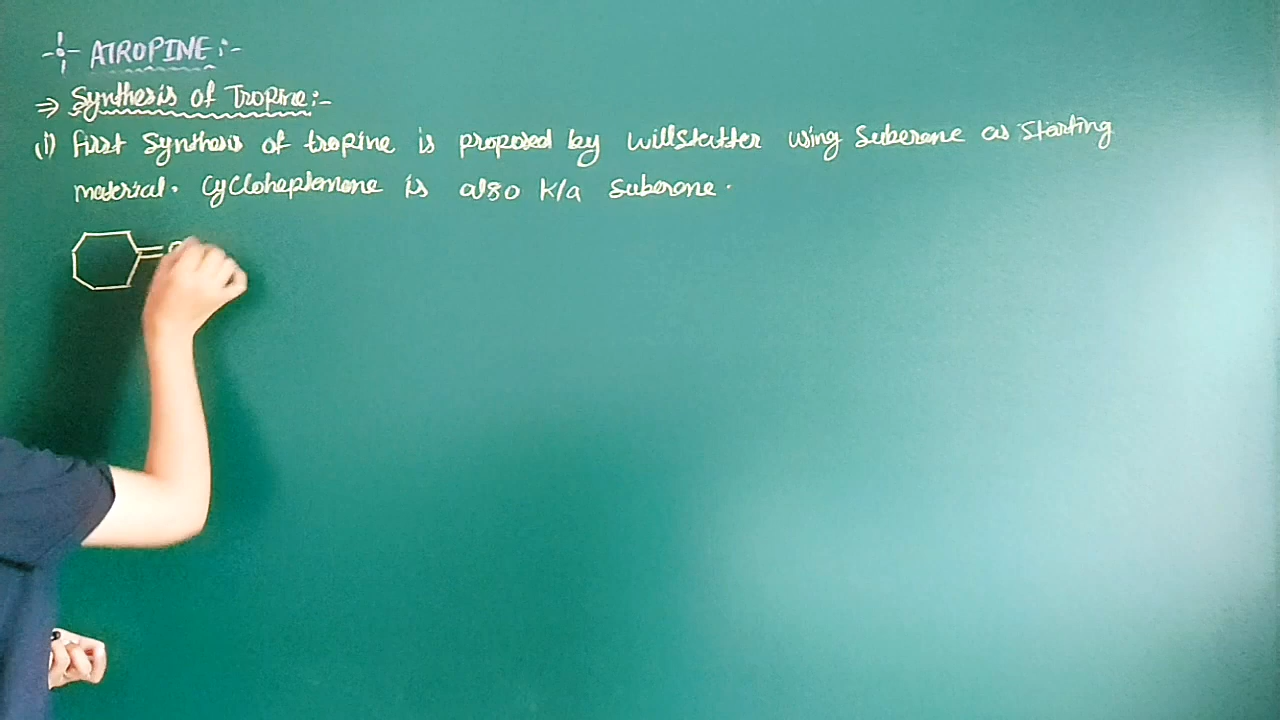 ATROPINE:-
⇒ Synthesis of Tropine:-
(i) First Synthesis of tropine is proposed by willstatter using Suberone as starting
material. Cycloheptanone is also k/a suberone.